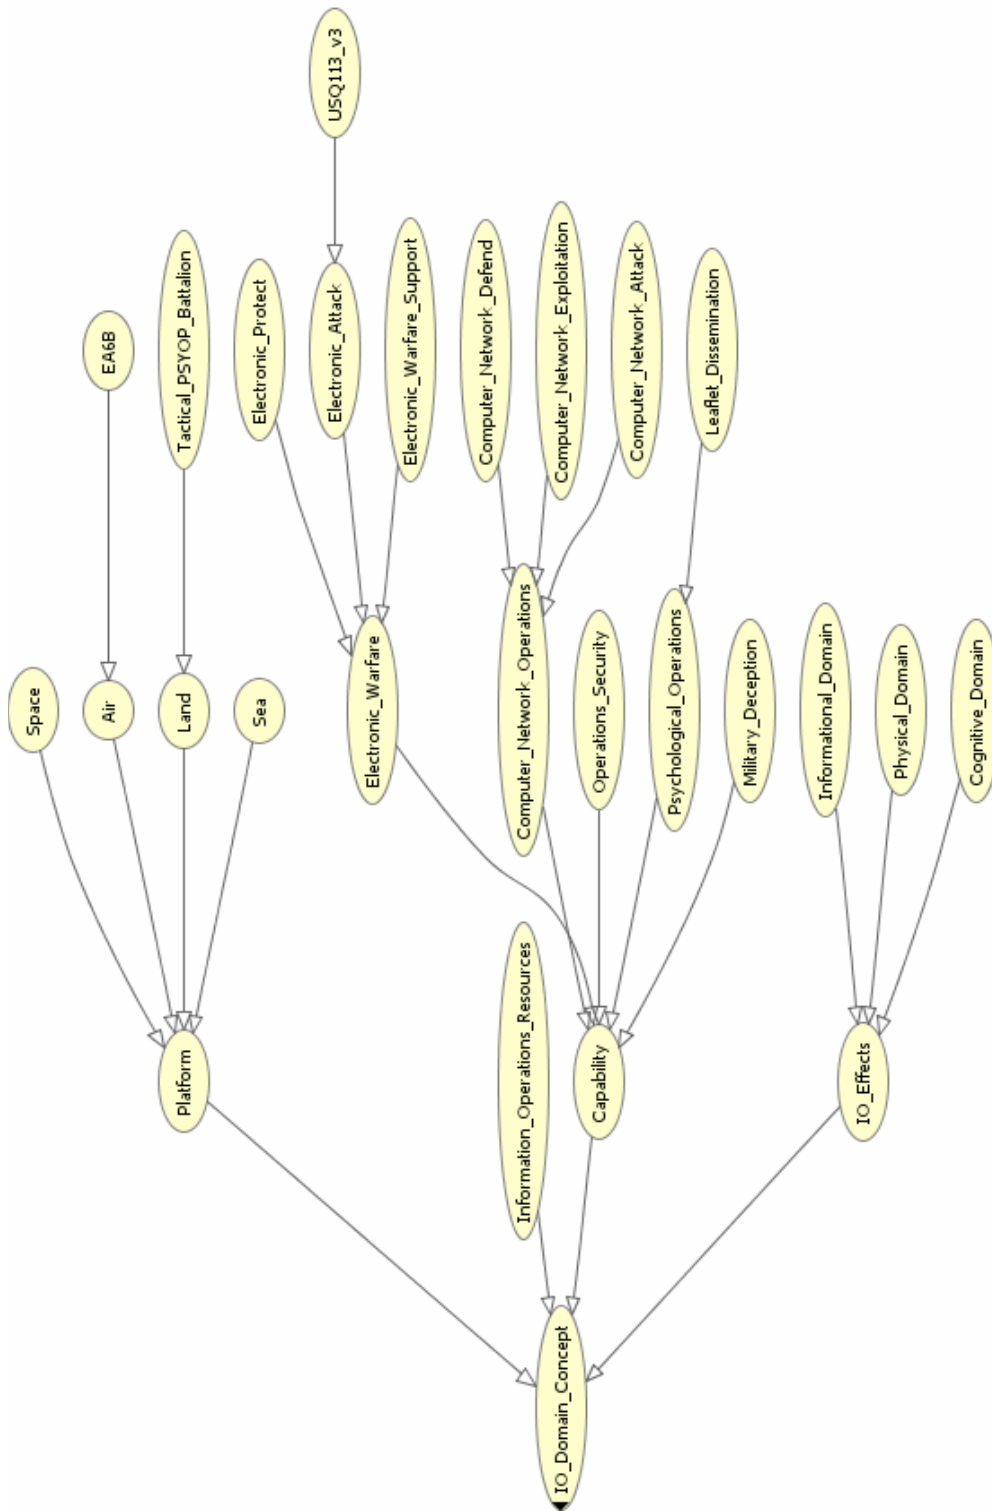 USQ113_v3
EA6B
Tactical_PSYOP_Battalion
Electronic_Protect
Electronic_Attack
Electronic_Warfare_Support
Computer_Network_Defend
Computer_Network_Exploitation
Computer_Network_Attack
Leaflet_Dissemination
Space
Air
Land
Sea
Electronic_Warfare
Computer_Network_Operations
Operations_Security
Psychological_Operations
Military_Deception
Informational_Domain
Physical_Domain
Cognitive_Domain
Platform
Information_Operations_Resources
Capability
IO_Effects
IO_Domain_Concept